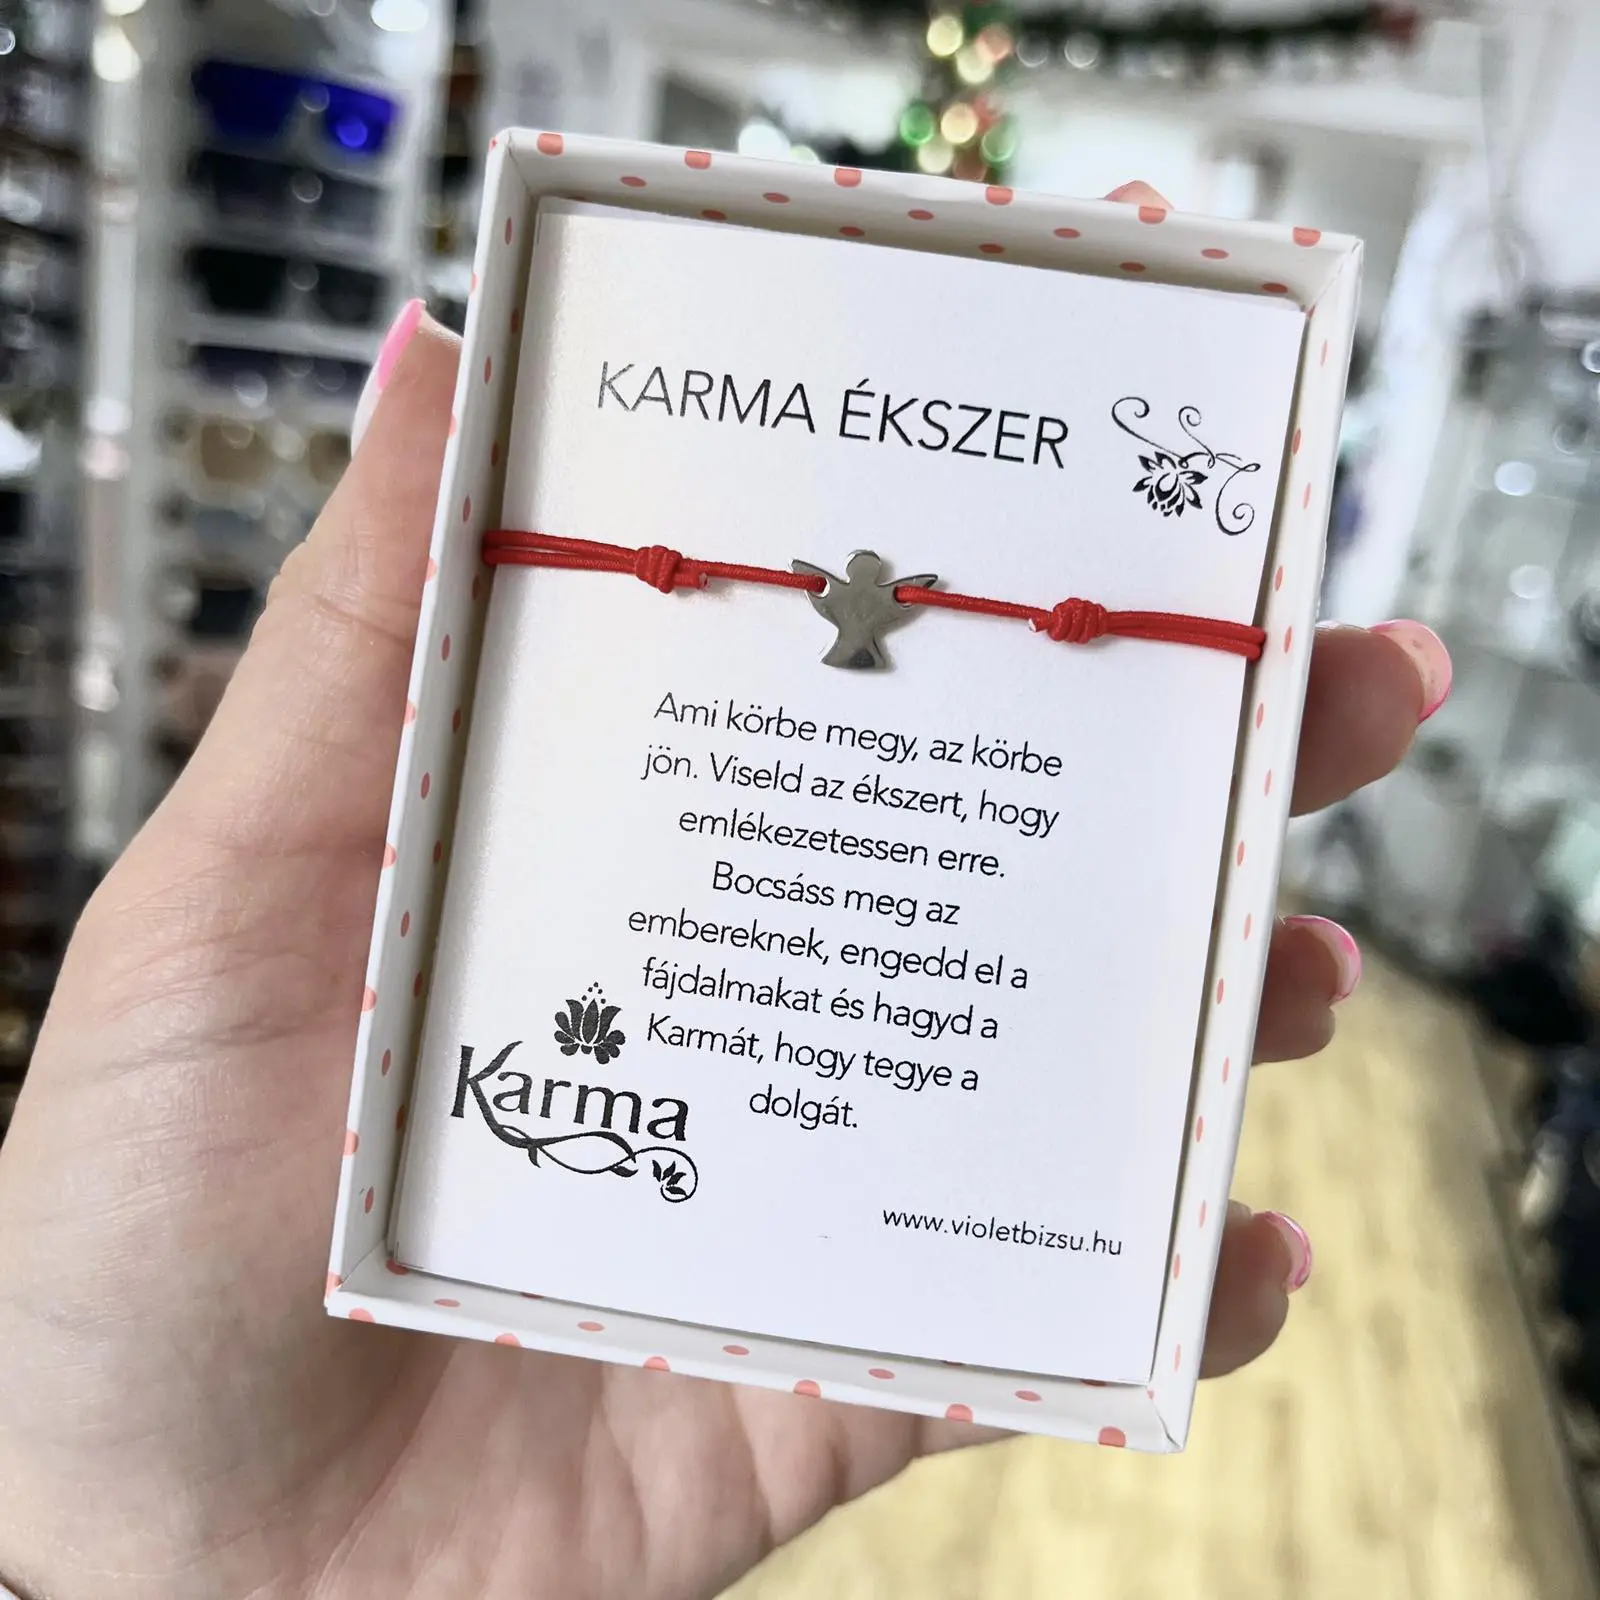 KARMA ÉKSZER
Ami körbe megy, az körbe
jön. Viseld az ékszert, hogy
emlékezetessen erre.
Bocsáss meg az
embereknek, engedd el a
fájdalmakat és hagyd a
Karmát, hogy tegye a
dolgát.
Karma
www.violetbizsu.hu